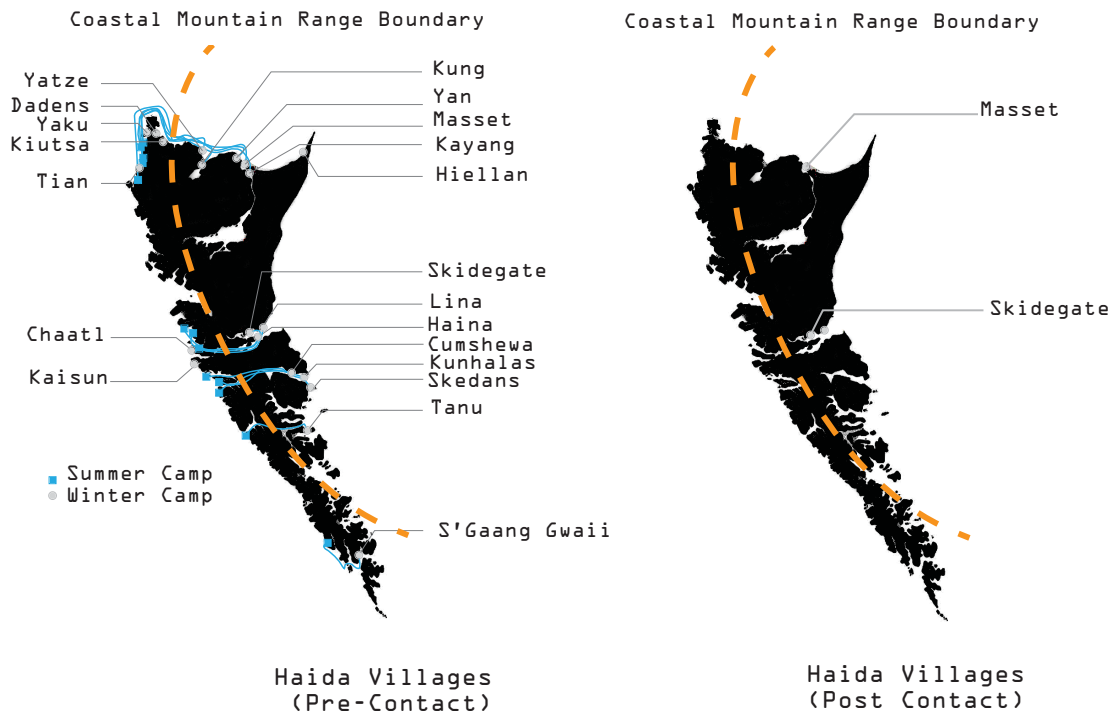 Coastal Mountain Range Boundary
Yatze
Dadens
Yaku
Kiutsa
Tian
Kung
Yan
Masset
Kayang
Hiellan
Skidegate
Lina
Haina
Cumshewa
Kunhalas
Skedans
Tanu
Chaatl
Kaisun
Summer Camp
Winter Camp
S'Gaang Gwaii
Haida Villages
(Pre-Contact)
Coastal Mountain Range Boundary
Masset
Skidegate
Haida Villages
(Post Contact)